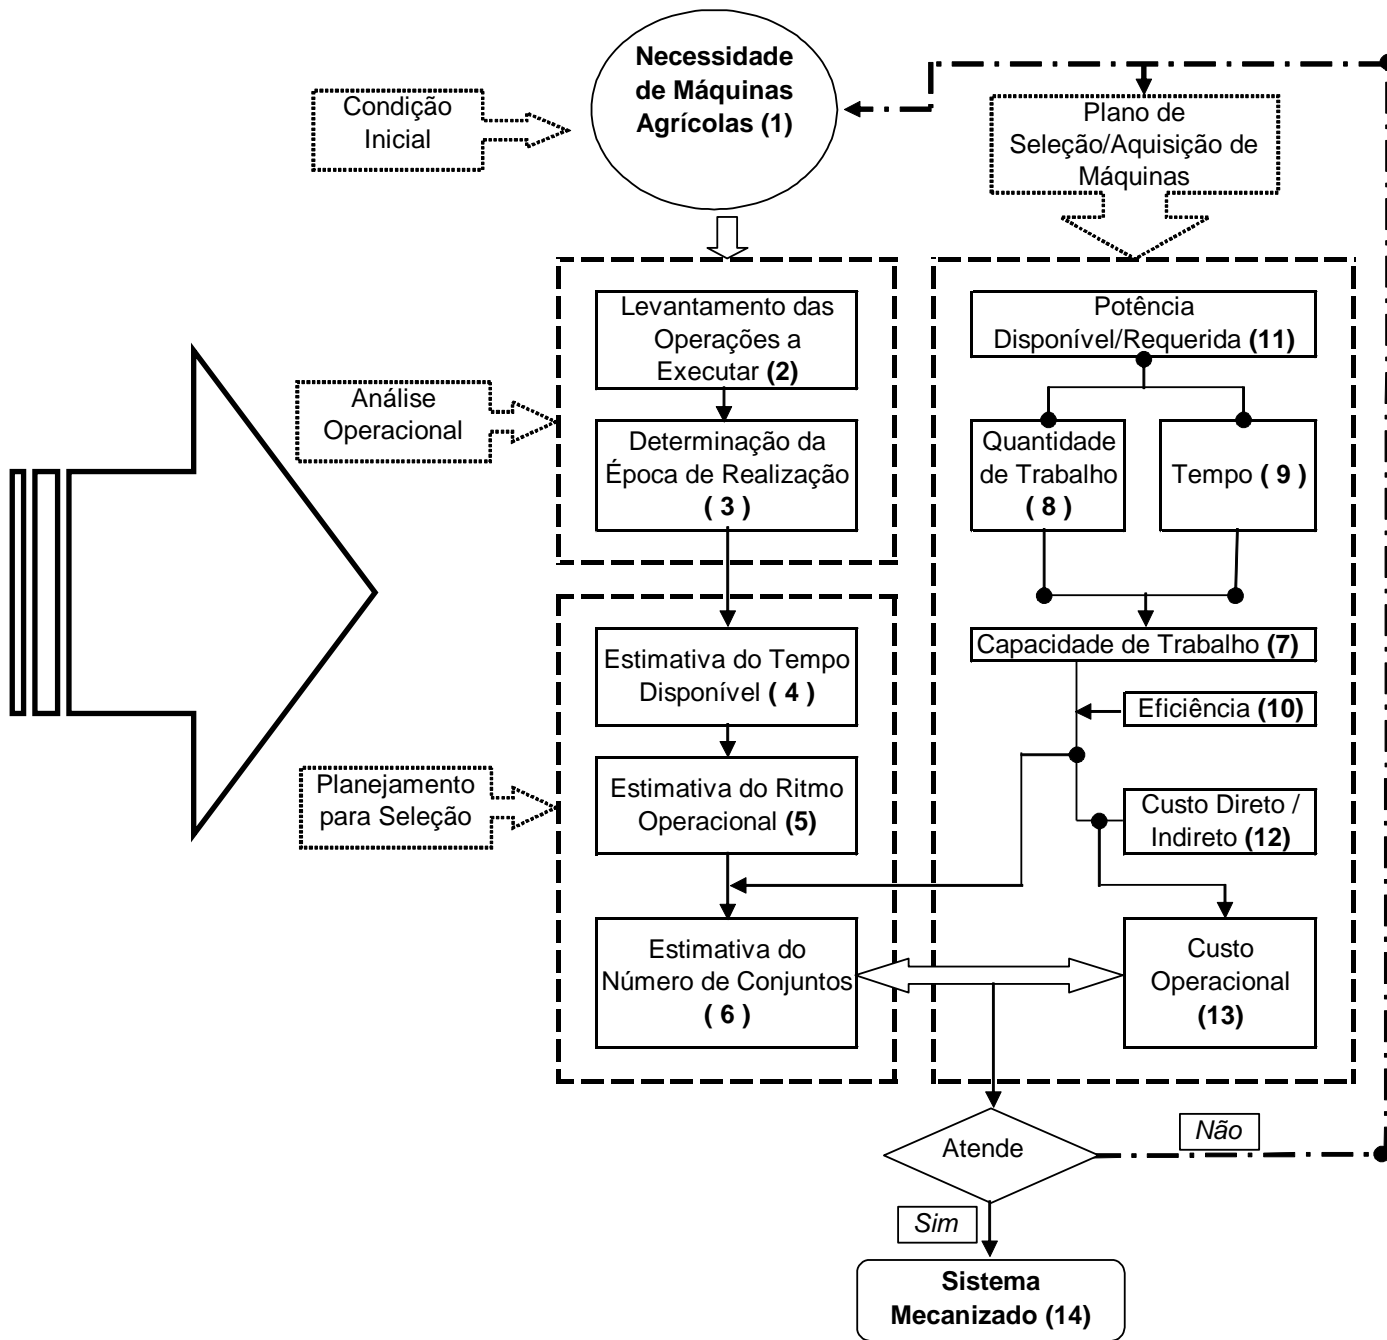 Necessidade
de Máquinas
Agrícolas (1)
Condição
Inicial
Plano de
Seleção/Aquisição de
Máquinas
Levantamento das
Operações a
Executar (2)
Análise
Operacional
Determinação da
Época de Realização
( 3 )
Estimativa do Tempo
Disponível ( 4 )
Planejamento
para Seleção
Estimativa do Ritmo
Operacional (5)
Estimativa do
Número de Conjuntos
( 6 )
Potência
Disponível/Requerida (11)
Quantidade
de Trabalho
( 8 )
Tempo ( 9 )
Capacidade de Trabalho (7)
Eficiência (10)
Custo Direto /
Indireto (12)
Custo
Operacional
(13)
Atende
Não
Sim
Sistema
Mecanizado (14)